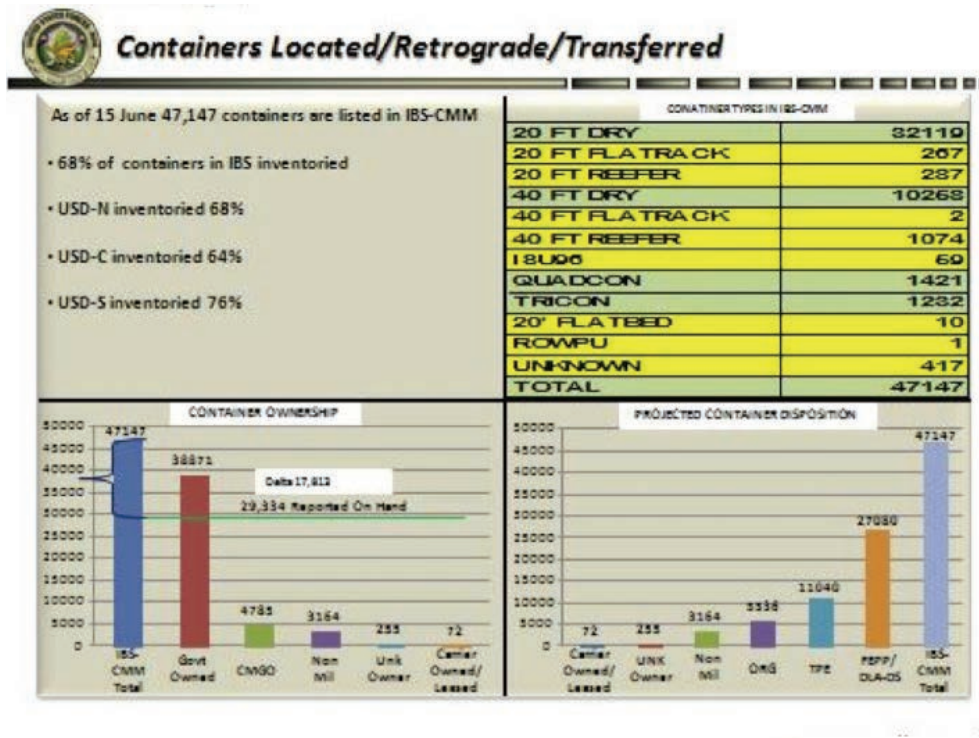 Containers Located/Retrograde/Transferred
As of 15 June 47,147 containers are listed in IBS-CMM
• 68% of containers in IBS inventoried
• USD-N inventoried 68%
• USD-C inventoried 64%
• USD-S inventoried 76%
CONATINER TYPES IN IBS-CMM
20 FT DRY 32119
20 FT FLATRACK 267
20 FT REEFER 287
40 FT DRY 10258
40 FT FLATRACK 2
40 FT REEFER 1074
ISU96 59
QUADCON 1421
TRICON 1232
20' FLATBED 10
ROWPU 1
UNKNOWN 417
TOTAL 47147
CONTAINER OWNERSHIP
50000
45000
40000
35000
30000
25000
20000
15000
10000
5000
0
47147
38871
Delta 17,813
29,334 Reported On Hand
4785
3164
255
72
IBS-CMM Total
Govt Owned
CMGO
Non Mil
Unk Owner
Carrier Owned/Leased
PROJECTED CONTAINER DISPOSITION
50000
45000
40000
35000
30000
25000
20000
15000
10000
5000
0
72
255
3164
5536
11040
27080
47147
Carrier Owned/Leased
UNK Owner
Non Mil
ORG
TPE
FEPP/DLA-DS
IBS-CMM Total